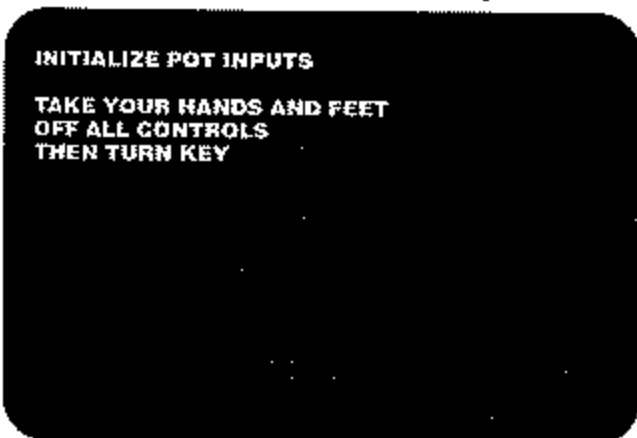 INITIALIZE POT INPUTS
TAKE YOUR HANDS AND FEET
OFF ALL CONTROLS
THEN TURN KEY